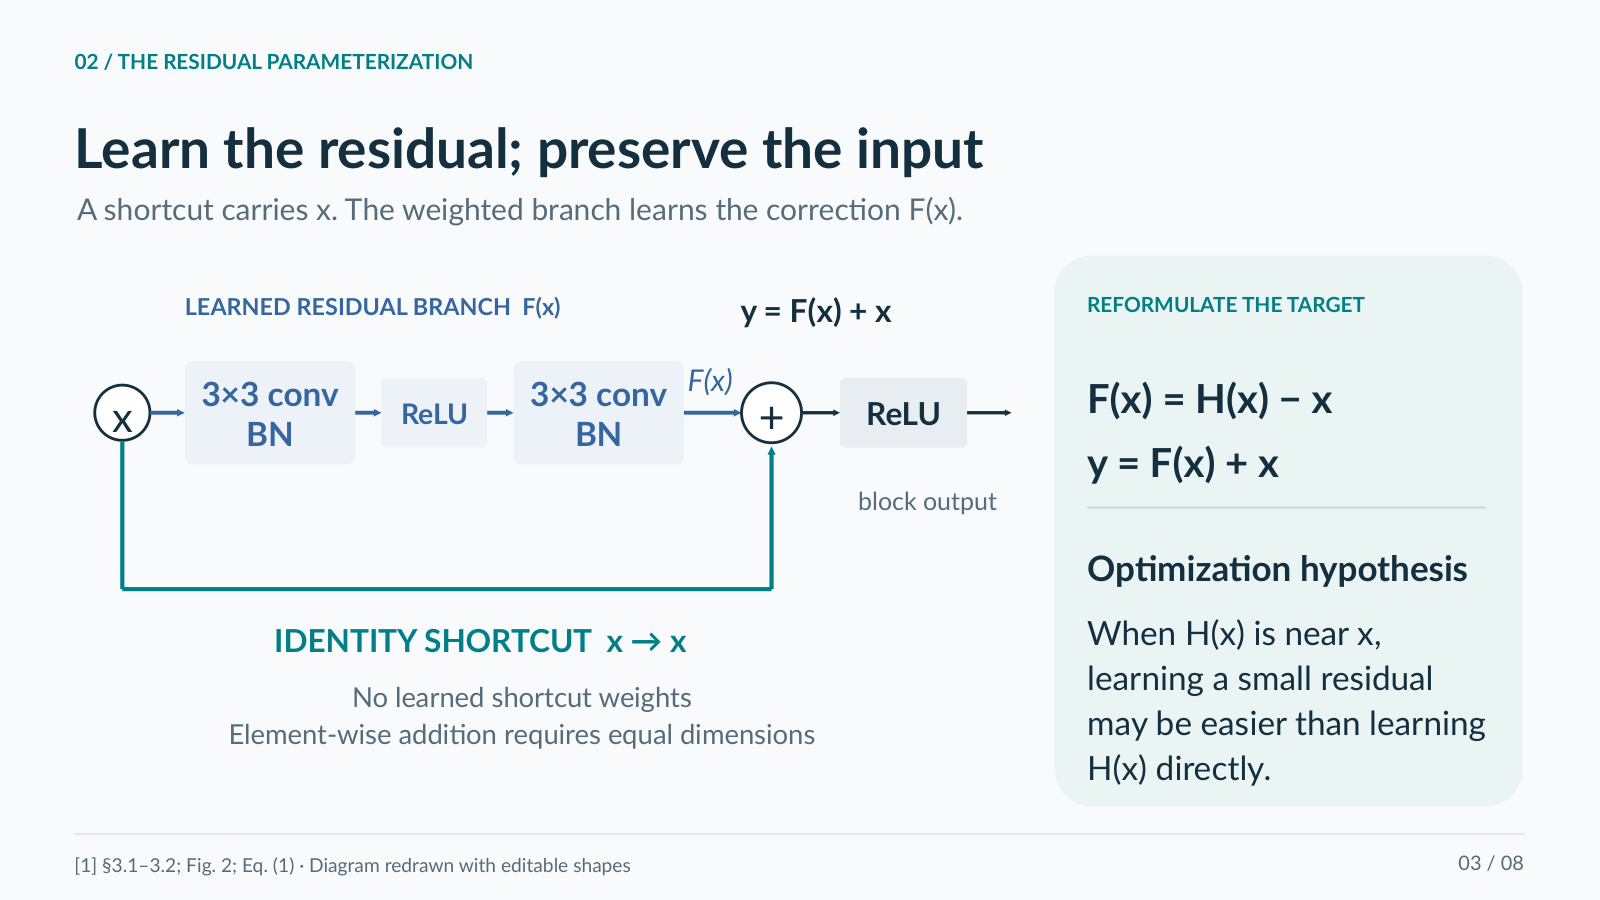 02 / THE RESIDUAL PARAMETERIZATION
Learn the residual; preserve the input
A shortcut carries x. The weighted branch learns the correction F(x).
LEARNED RESIDUAL BRANCH  F(x)
y = F(x) + x
x
3×3 conv
BN
ReLU
3×3 conv
BN
F(x)
+
ReLU
block output
IDENTITY SHORTCUT  x → x
No learned shortcut weights
Element-wise addition requires equal dimensions
REFORMULATE THE TARGET
F(x) = H(x) − x
y = F(x) + x
Optimization hypothesis
When H(x) is near x,
learning a small residual
may be easier than learning
H(x) directly.
[1] §3.1–3.2; Fig. 2; Eq. (1) · Diagram redrawn with editable shapes
03 / 08